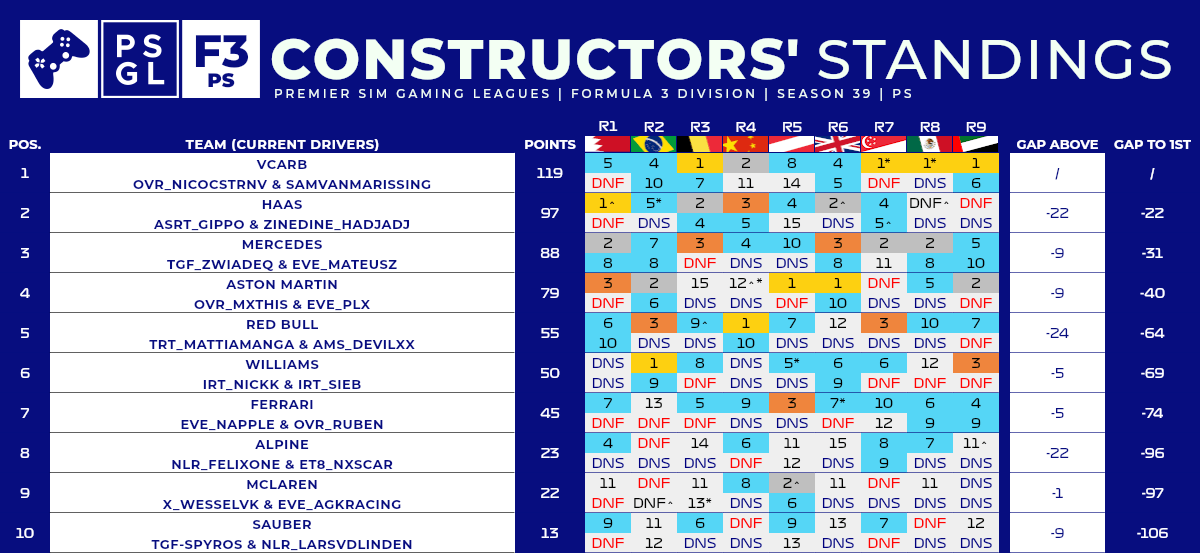 PS GL F3 PS CONSTRUCTORS' STANDINGS
PREMIER SIM GAMING LEAGUES | FORMULA 3 DIVISION | SEASON 39 | PS
R1 R2 R3 R4 R5 R6 R7 R8 R9
POS. TEAM (CURRENT DRIVERS) POINTS GAP ABOVE GAP TO 1ST
VCARB 5 4 1 2 8 4 1* 1* 1
1 119 / /
OVR_NICOCSTRNV & SAMVANMARISSING DNF 10 7 11 14 5 DNF DNS 6
HAAS 1^ 5* 2 3 4 2^ 4 DNF^ DNF
2 97 -22 -22
ASRT_GIPPO & ZINEDINE_HADJADJ DNF DNS 4 5 15 DNS 5^ DNS DNS
MERCEDES 2 7 3 4 10 3 2 2 5
3 88 -9 -31
TGF_ZWIADEQ & EVE_MATEUSZ 8 8 DNF DNS DNS 8 11 8 10
ASTON MARTIN 3 2 15 12^* 1 1 DNF 5 2
4 79 -9 -40
OVR_MXTHIS & EVE_PLX DNF 6 DNS DNS DNF 10 DNS DNS DNF
RED BULL 6 3 9^ 1 7 12 3 10 7
5 55 -24 -64
TRT_MATTIAMANGA & AMS_DEVILXX 10 DNS DNS 10 DNS DNS DNS DNS DNF
WILLIAMS DNS 1 8 DNS 5* 6 6 12 3
6 50 -5 -69
IRT_NICKK & IRT_SIEB DNS 9 DNF DNS DNS 9 DNF DNF DNF
FERRARI 7 13 5 9 3 7* 10 6 4
7 45 -5 -74
EVE_NAPPLE & OVR_RUBEN DNF DNF DNF DNS DNS DNF 12 9 9
ALPINE 4 DNF 14 6 11 15 8 7 11^
8 23 -22 -96
NLR_FELIXONE & ET8_NXSCAR DNS DNS DNS DNF 12 DNS 9 DNS DNS
MCLAREN 11 DNF 11 8 2^ 11 DNF 11 DNS
9 22 -1 -97
X_WESSELVK & EVE_AGKRACING DNF DNF^ 13* DNS 6 DNS DNS DNS DNS
SAUBER 9 11 6 DNF 9 13 7 DNF 12
10 13 -9 -106
TGF-SPYROS & NLR_LARSVDLINDEN DNF 12 DNS DNS 13 DNS DNF DNS DNS